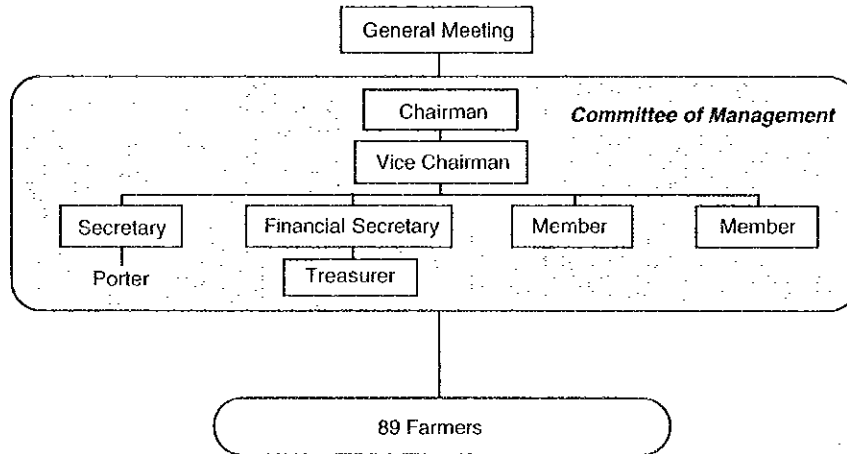 General Meeting
Chairman
Committee of Management
Vice Chairman
Secretary
Financial Secretary
Member
Member
Porter
Treasurer
89 Farmers